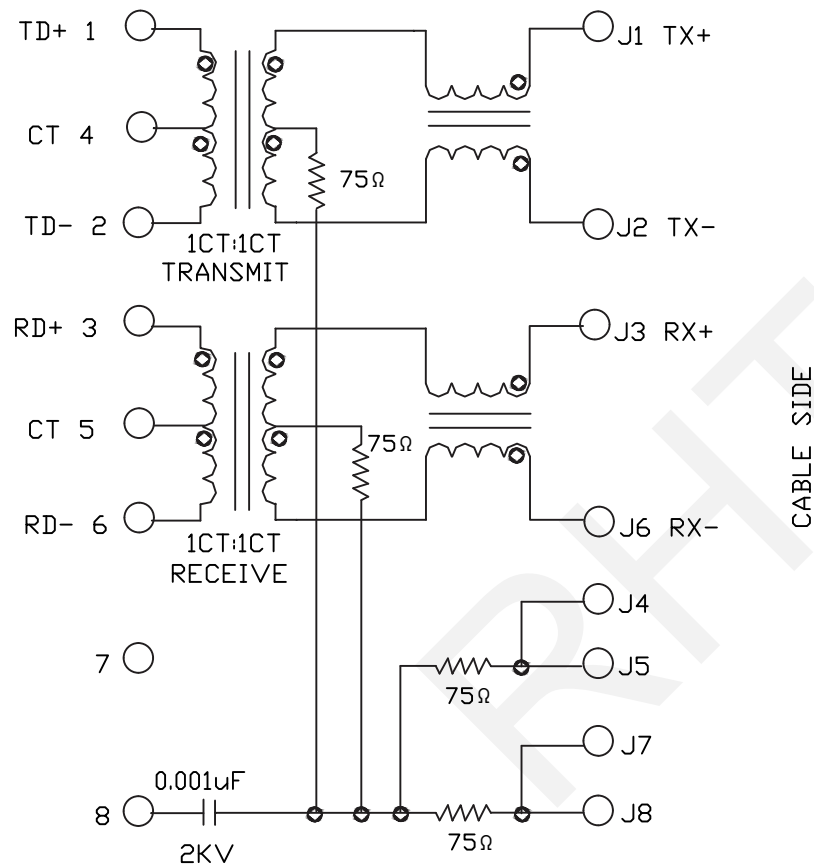 TD+ 1
J1 TX+
CT 4
75Ω
TD- 2
J2 TX-
1CT:1CT
TRANSMIT
RD+ 3
J3 RX+
CT 5
75Ω
CABLE SIDE
RD- 6
J6 RX-
1CT:1CT
RECEIVE
J4
7
J5
75Ω
J7
0.001uF
8
J8
75Ω
2KV
RHT